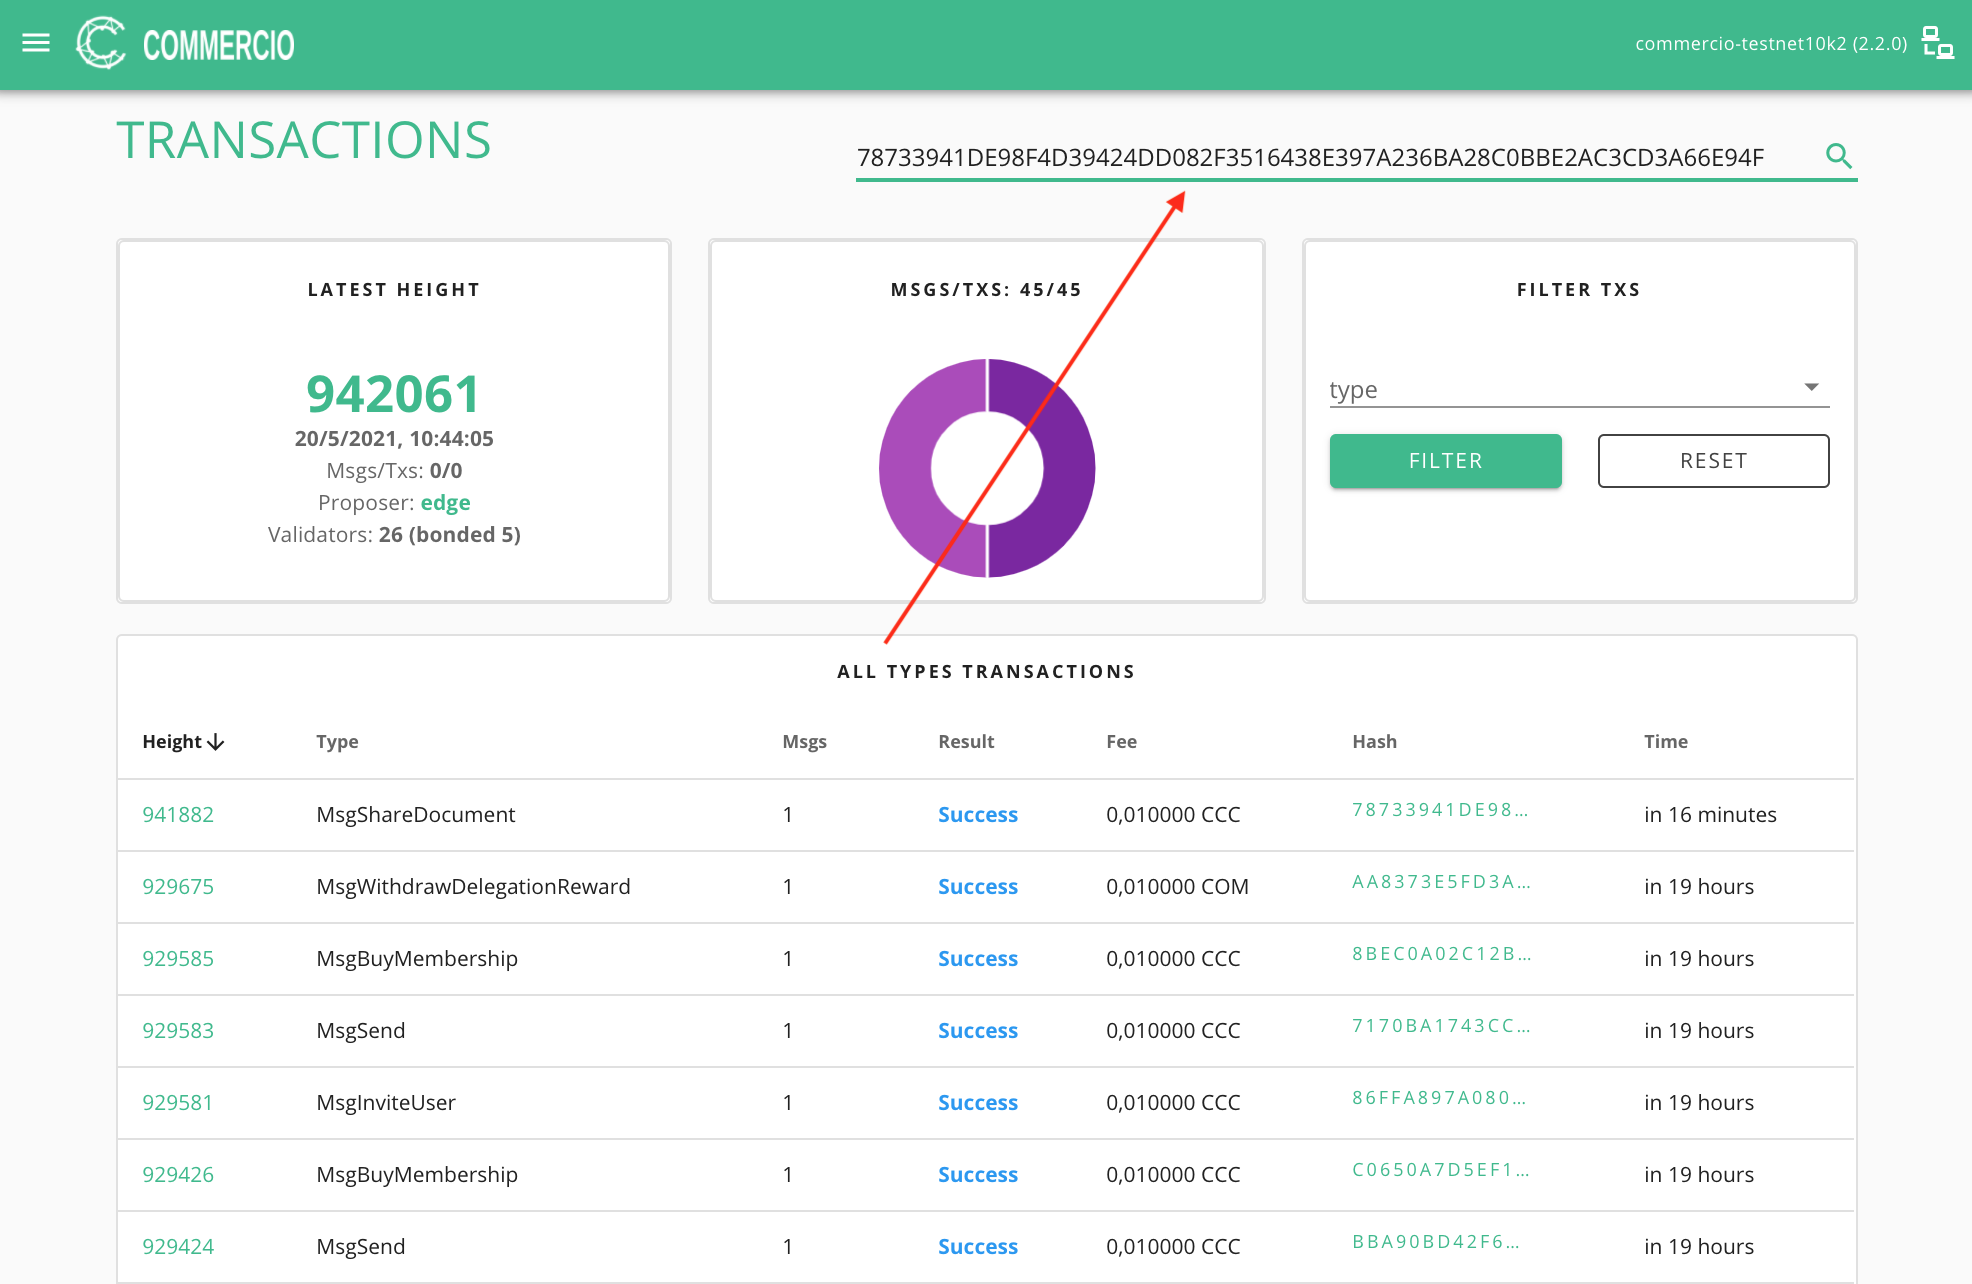 COMMERCIO
commercio-testnet10k2 (2.2.0)
TRANSACTIONS
78733941DE98F4D39424DD082F3516438E397A236BA28C0BBE2AC3CD3A66E94F
LATEST HEIGHT
942061
20/5/2021, 10:44:05
Msgs/Txs: 0/0
Proposer: edge
Validators: 26 (bonded 5)
MSGS/TXS: 45/45
FILTER TXS
type
FILTER RESET
ALL TYPES TRANSACTIONS
Height Type Msgs Result Fee Hash Time
941882 MsgShareDocument 1 Success 0,010000 CCC 78733941DE98... in 16 minutes
929675 MsgWithdrawDelegationReward 1 Success 0,010000 COM AA8373E5FD3A... in 19 hours
929585 MsgBuyMembership 1 Success 0,010000 CCC 8BEC0A02C12B... in 19 hours
929583 MsgSend 1 Success 0,010000 CCC 7170BA1743CC... in 19 hours
929581 MsgInviteUser 1 Success 0,010000 CCC 86FFA897A080... in 19 hours
929426 MsgBuyMembership 1 Success 0,010000 CCC C0650A7D5EF1... in 19 hours
929424 MsgSend 1 Success 0,010000 CCC BBA90BD42F6... in 19 hours